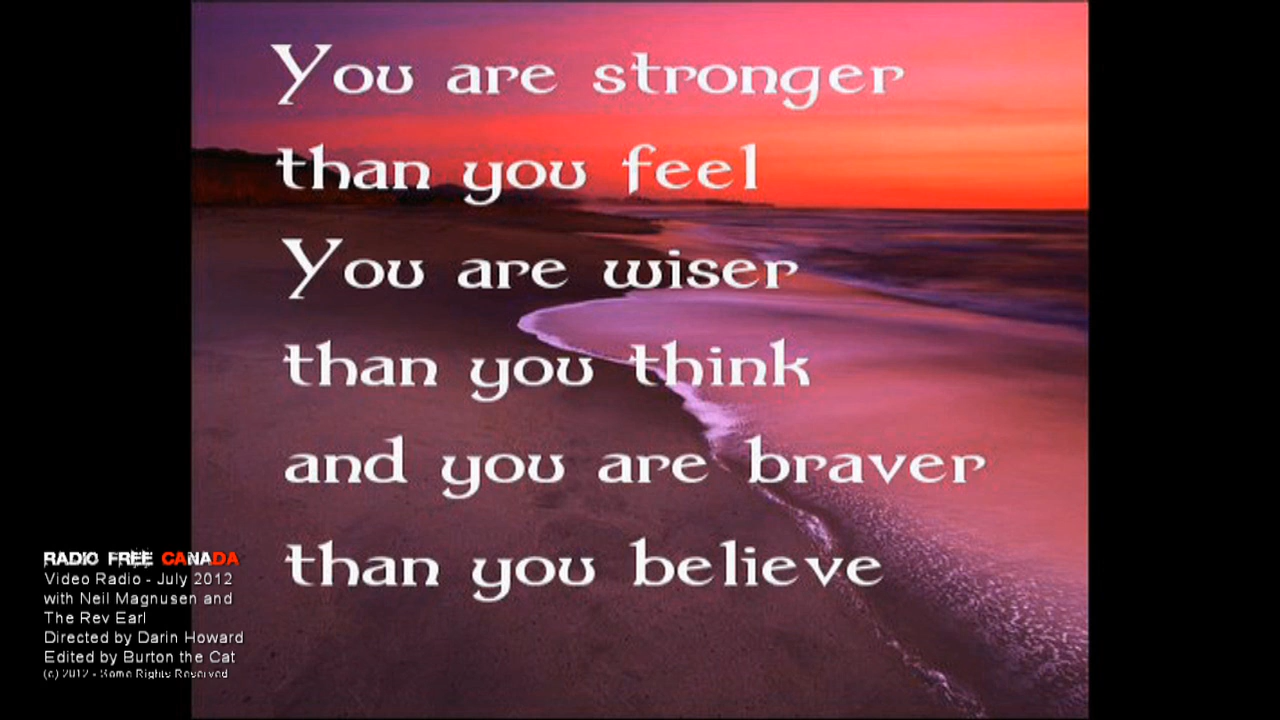 You are stronger
than you feel
You are wiser
than you think
and you are braver
than you believe
RADIO FREE CANADA
Video Radio - July 2012
with Neil Magnusen and
The Rev Earl
Directed by Darin Howard
Edited by Burton the Cat
(c) 2012 - Some Rights Reserved